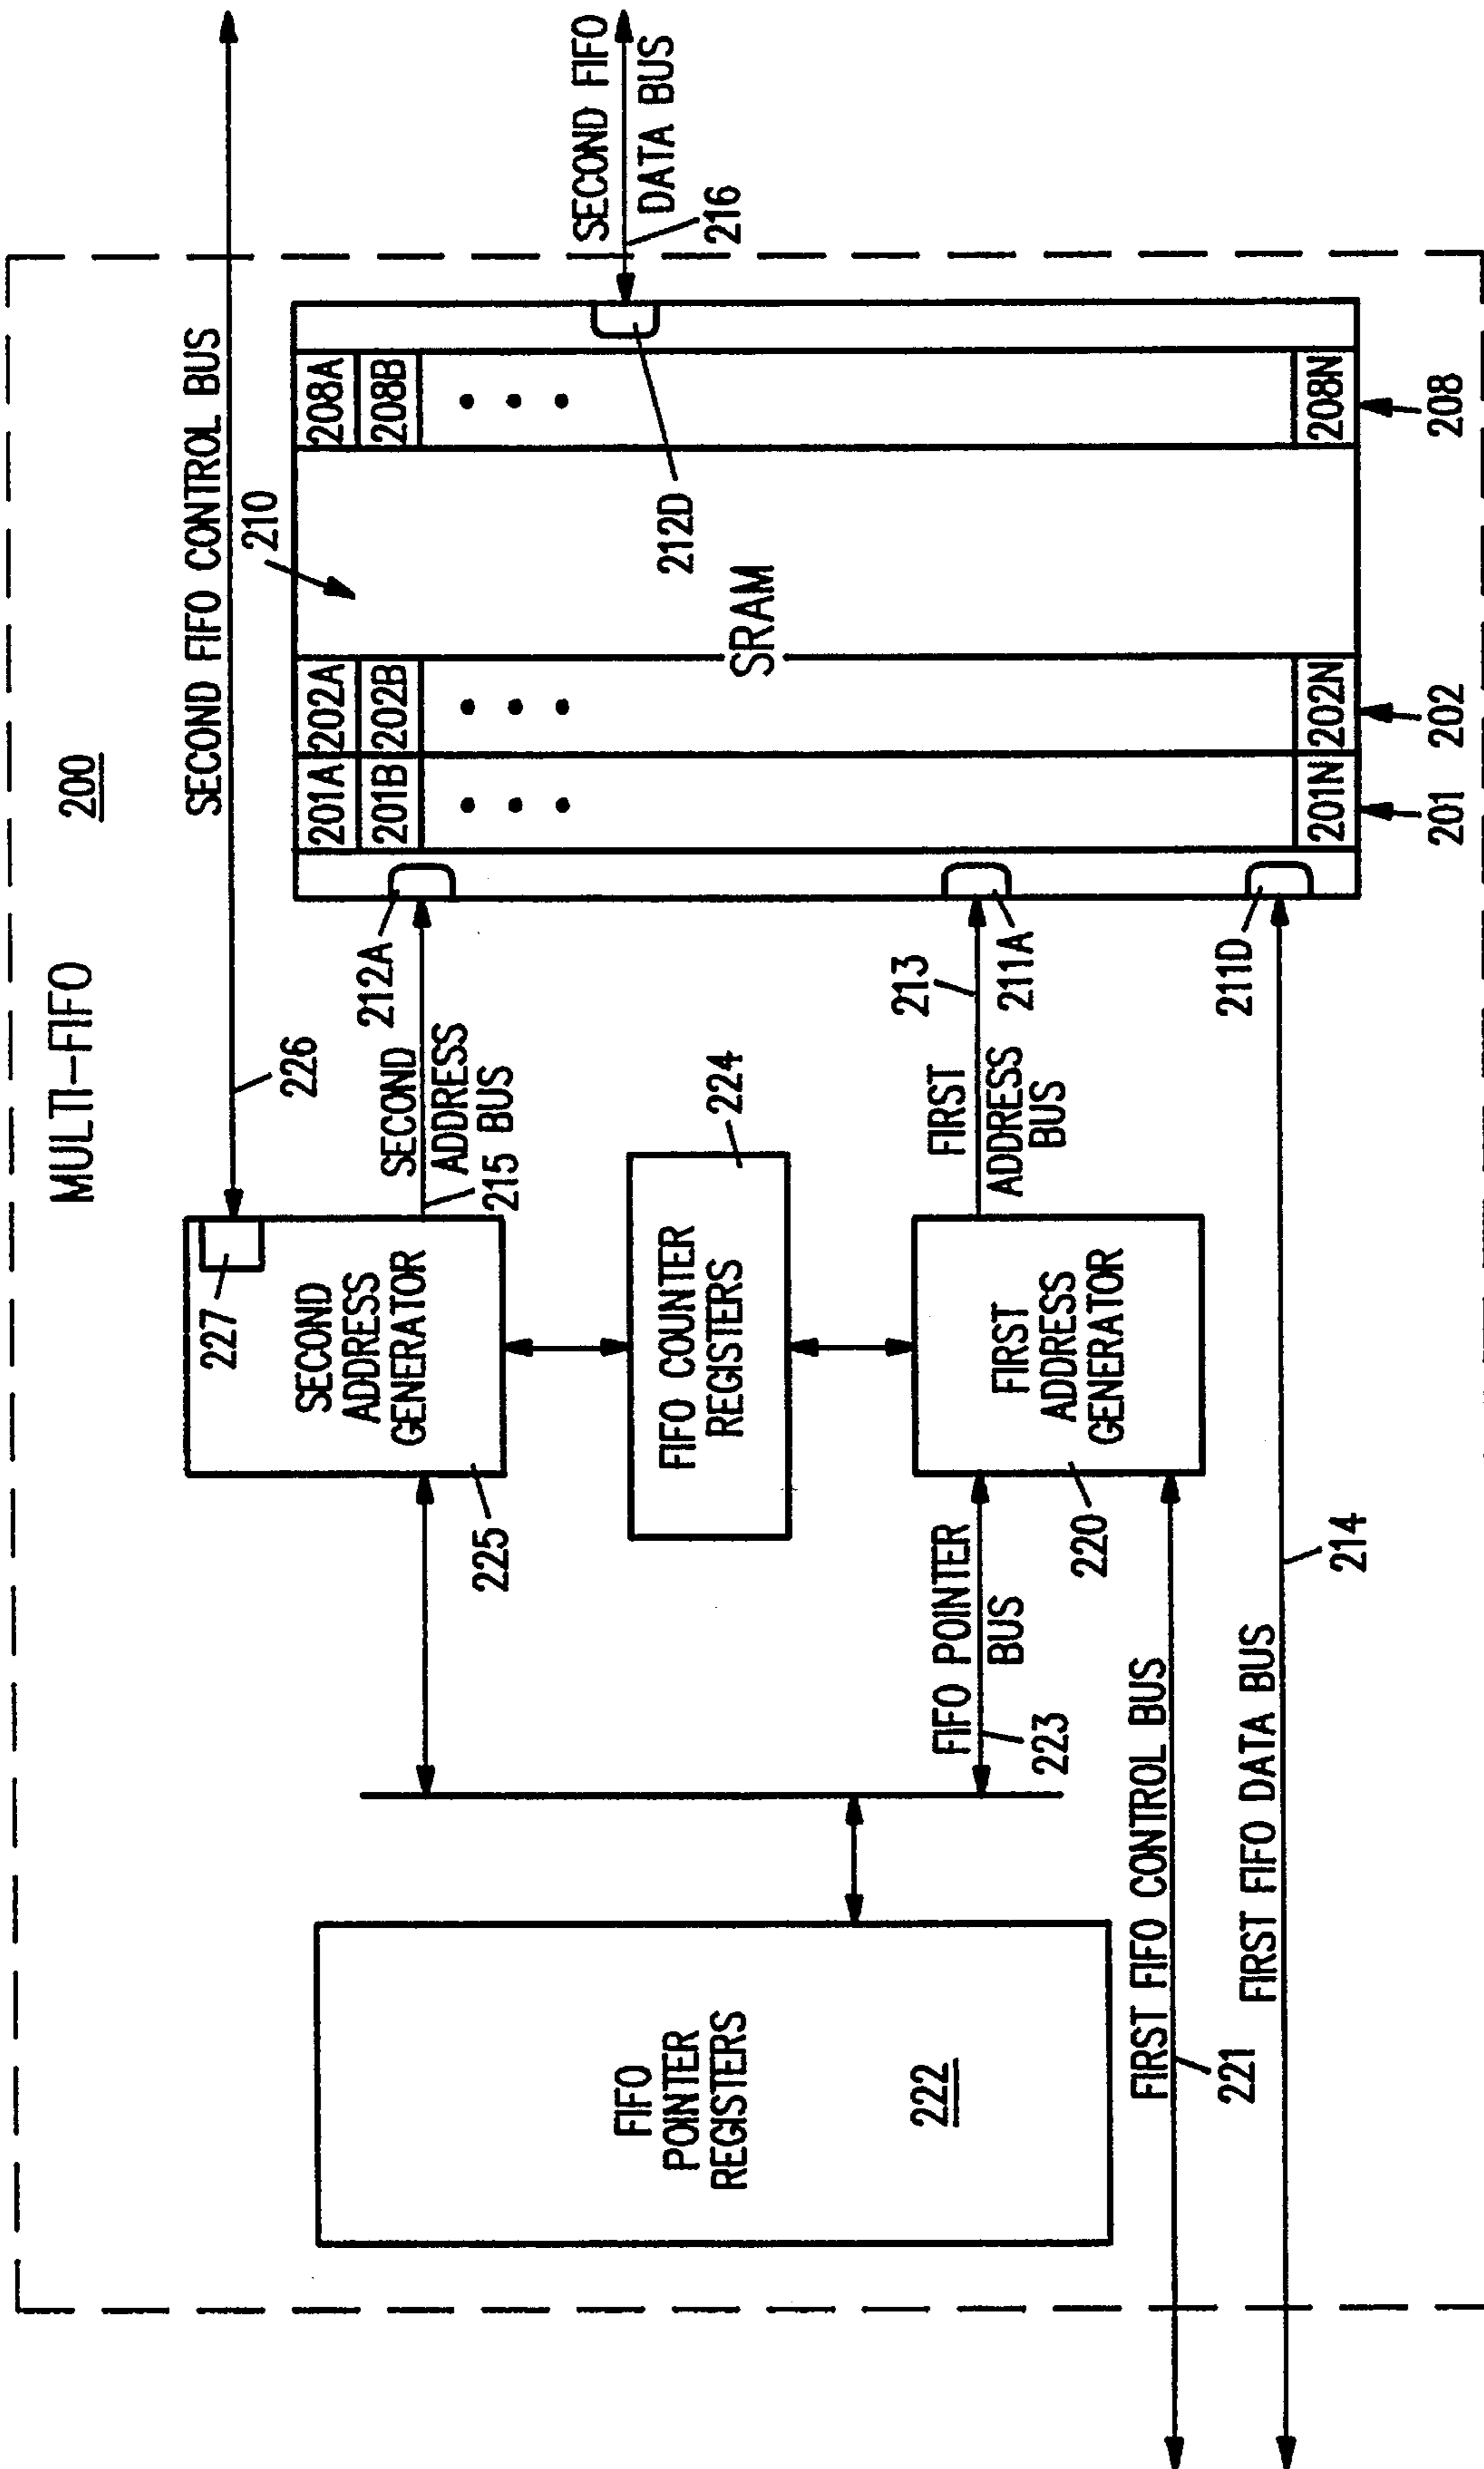 MULTI-FIFO
200
SECOND FIFO CONTROL BUS
226
210
227
SECOND
ADDRESS
GENERATOR
225
SECOND
ADDRESS
215 BUS
212A
201A
202A
208A
201B
202B
208B
SRAM
212D
SECOND FIFO
DATA BUS
216
FIFO COUNTER
REGISTERS
224
FIFO
POINTER
REGISTERS
222
FIFO POINTER
BUS
223
FIRST
ADDRESS
GENERATOR
220
FIRST
ADDRESS
BUS
213
211A
211D
201N
202N
208N
201
202
208
FIRST FIFO CONTROL BUS
221
FIRST FIFO DATA BUS
214